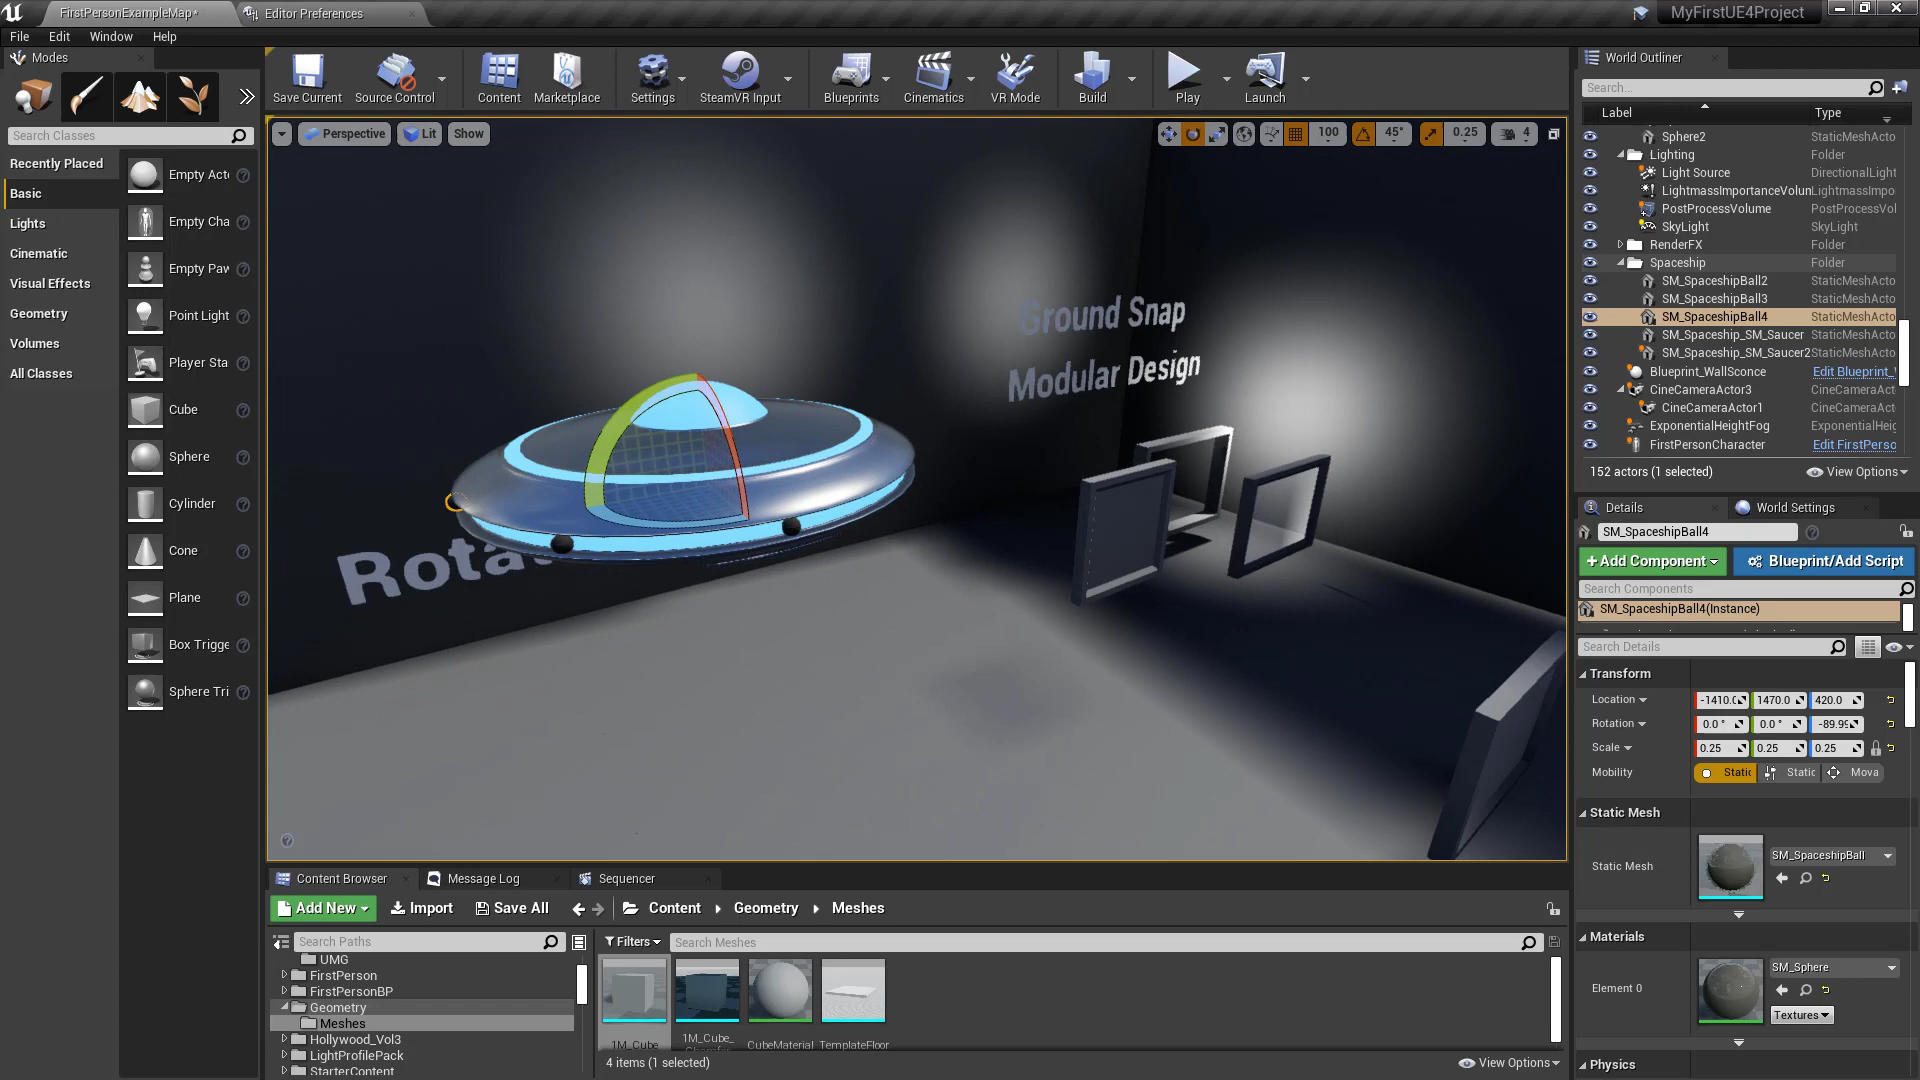 FirstPersonExampleMap*
Editor Preferences
MyFirstUE4Project
File Edit Window Help
Modes
Save Current
Source Control
Content
Marketplace
Settings
SteamVR Input
Blueprints
Cinematics
VR Mode
Build
Play
Launch
Search Classes
Recently Placed
Basic
Lights
Cinematic
Visual Effects
Geometry
Volumes
All Classes
Empty Act
Empty Cha
Empty Paw
Point Light
Player Sta
Cube
Sphere
Cylinder
Cone
Plane
Box Trigge
Sphere Tri
Perspective
Lit
Show
100
45°
0.25
4
Ground Snap
Modular Design
Rota
World Outliner
Search...
Label Type
Sphere2 StaticMeshActo
Lighting Folder
Light Source DirectionalLight
LightmassImportanceVolun LightmassImpo
PostProcessVolume PostProcessVol
SkyLight SkyLight
RenderFX Folder
Spaceship Folder
SM_SpaceshipBall2 StaticMeshActo
SM_SpaceshipBall3 StaticMeshActo
SM_SpaceshipBall4 StaticMeshActo
SM_Spaceship_SM_Saucer StaticMeshActo
SM_Spaceship_SM_Saucer2 StaticMeshActo
Blueprint_WallSconce Edit Blueprint_\
CineCameraActor3 CineCameraAct
CineCameraActor1 CineCameraAct
ExponentialHeightFog ExponentialHeig
FirstPersonCharacter Edit FirstPerso
152 actors (1 selected)
View Options
Details
World Settings
SM_SpaceshipBall4
+Add Component
Blueprint/Add Script
Search Components
SM_SpaceshipBall4(Instance)
Search Details
Transform
Location -1410.0 1470.0 420.0
Rotation 0.0 ° 0.0 ° -89.99
Scale 0.25 0.25 0.25
Mobility Static Static Mova
Static Mesh
Static Mesh
SM_SpaceshipBall
Materials
Element 0
SM_Sphere
Textures
Physics
Content Browser
Message Log
Sequencer
Add New
Import
Save All
Content
Geometry
Meshes
Search Paths
UMG
FirstPerson
FirstPersonBP
Geometry
Meshes
Hollywood_Vol3
LightProfilePack
StarterContent
Filters
Search Meshes
1M_Cube
1M_Cube_
CubeMaterial
TemplateFloor
4 items (1 selected)
View Options